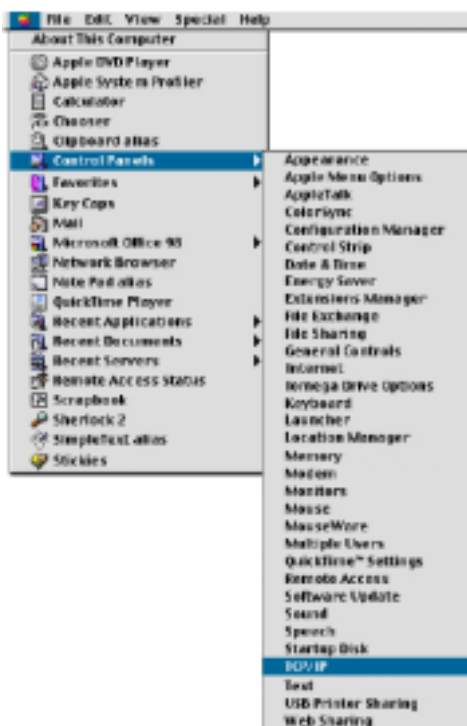 File Edit View Special Help
About This Computer
Apple DVD Player
Apple System Profiler
Calculator
Chooser
Clipboard alias
Control Panels
Favorites
Key Caps
Mail
Microsoft Office 98
Network Browser
Note Pad alias
QuickTime Player
Recent Applications
Recent Documents
Recent Servers
Remote Access Status
Scrapbook
Sherlock 2
SimpleText alias
Stickies
Appearance
Apple Menu Options
AppleTalk
ColorSync
Configuration Manager
Control Strip
Date & Time
Energy Saver
Extensions Manager
File Exchange
File Sharing
General Controls
Internet
Iomega Drive Options
Keyboard
Launcher
Location Manager
Memory
Modem
Monitors
Mouse
MouseWare
Multiple Users
QuickTime™ Settings
Remote Access
Software Update
Sound
Speech
Startup Disk
TCP/IP
Text
USB Printer Sharing
Web Sharing